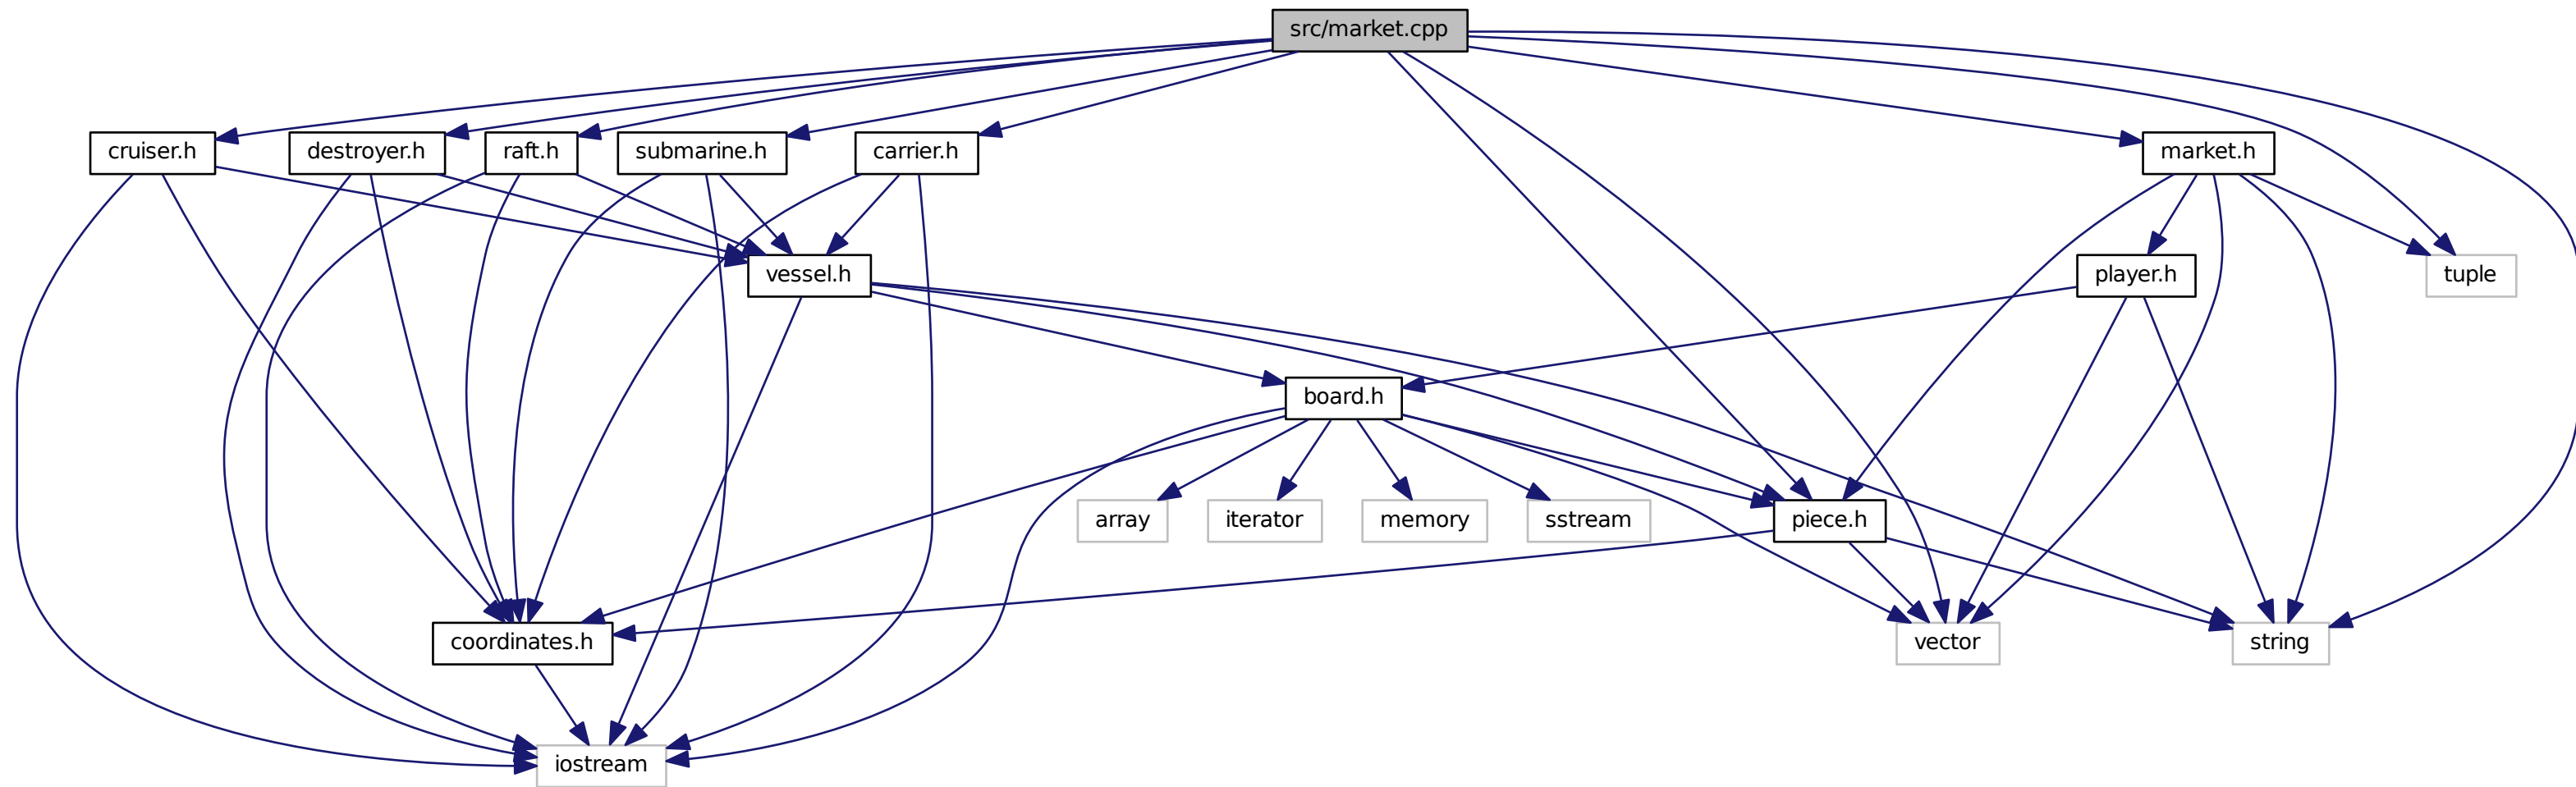 src/market.cpp
cruiser.h
destroyer.h
raft.h
submarine.h
carrier.h
market.h
vessel.h
player.h
tuple
board.h
array
iterator
memory
sstream
piece.h
coordinates.h
vector
string
iostream